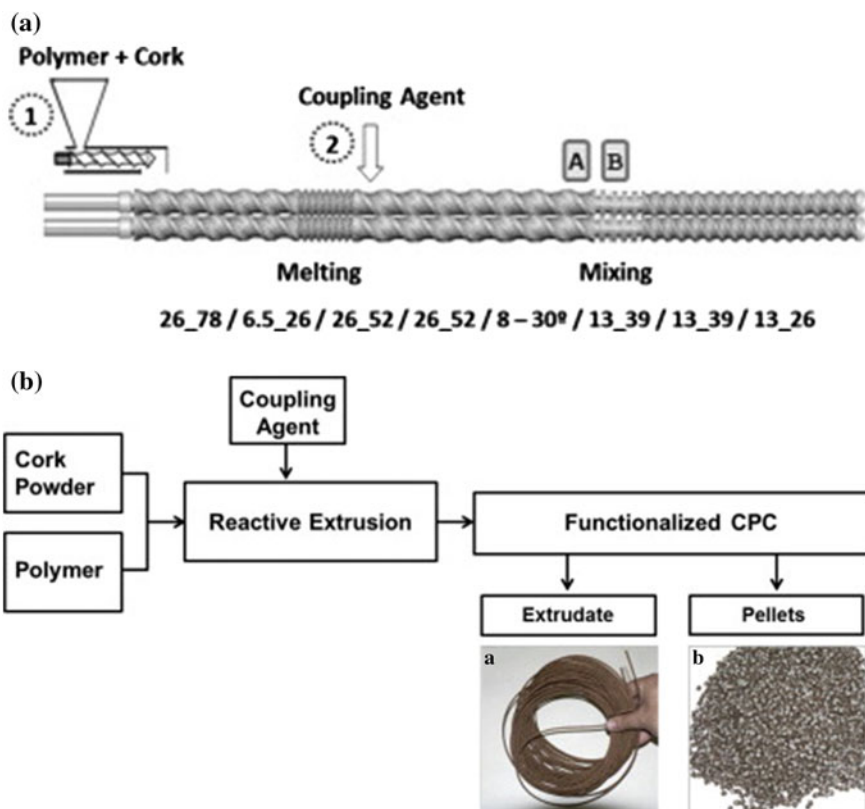 (a)
Polymer + Cork
1
Coupling Agent
2
A B
Melting
Mixing
26_78 / 6.5_26 / 26_52 / 26_52 / 8 – 30º / 13_39 / 13_39 / 13_26
(b)
Coupling
Agent
Cork
Powder
Reactive Extrusion
Functionalized CPC
Polymer
Extrudate
Pellets
a
b